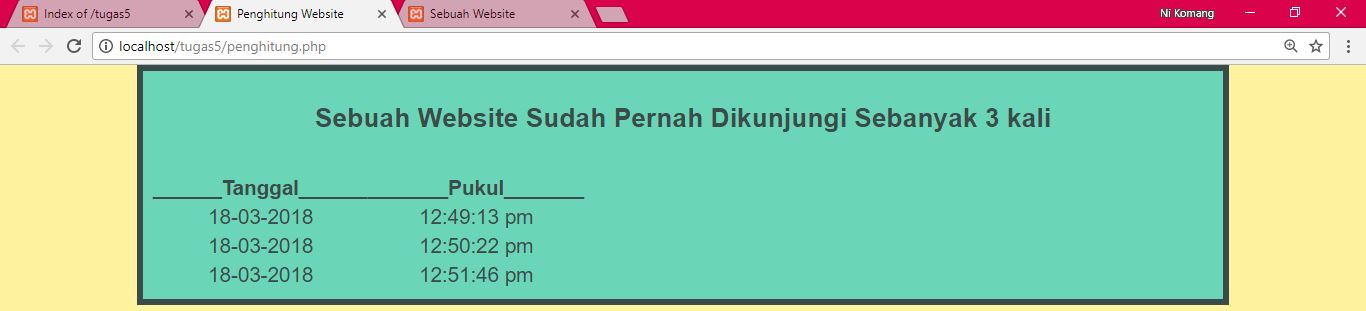 Index of /tugas5 Penghitung Website Sebuah Website Ni Komang
localhost/tugas5/penghitung.php
Sebuah Website Sudah Pernah Dikunjungi Sebanyak 3 kali
______Tanggal____________ _______Pukul_______
18-03-2018 12:49:13 pm
18-03-2018 12:50:22 pm
18-03-2018 12:51:46 pm